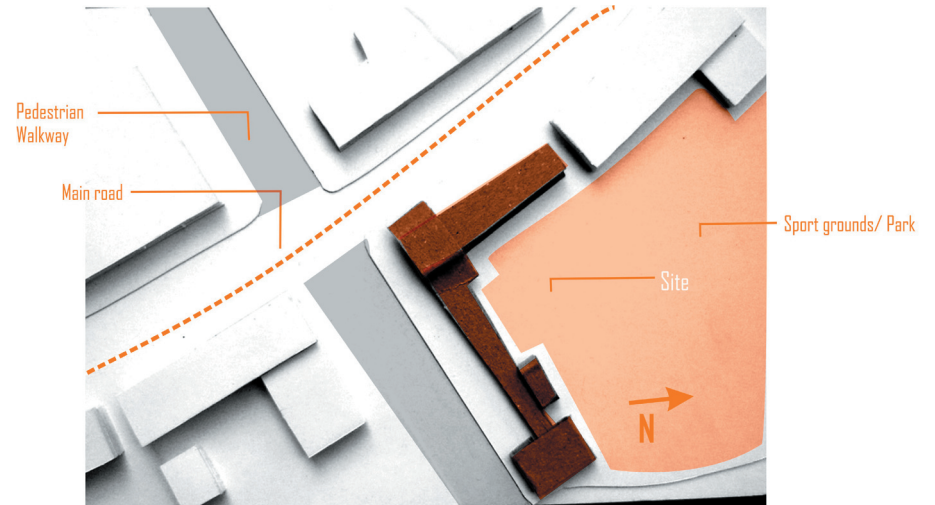 Pedestrian
Walkway
Main road
Sport grounds/ Park
Site
N